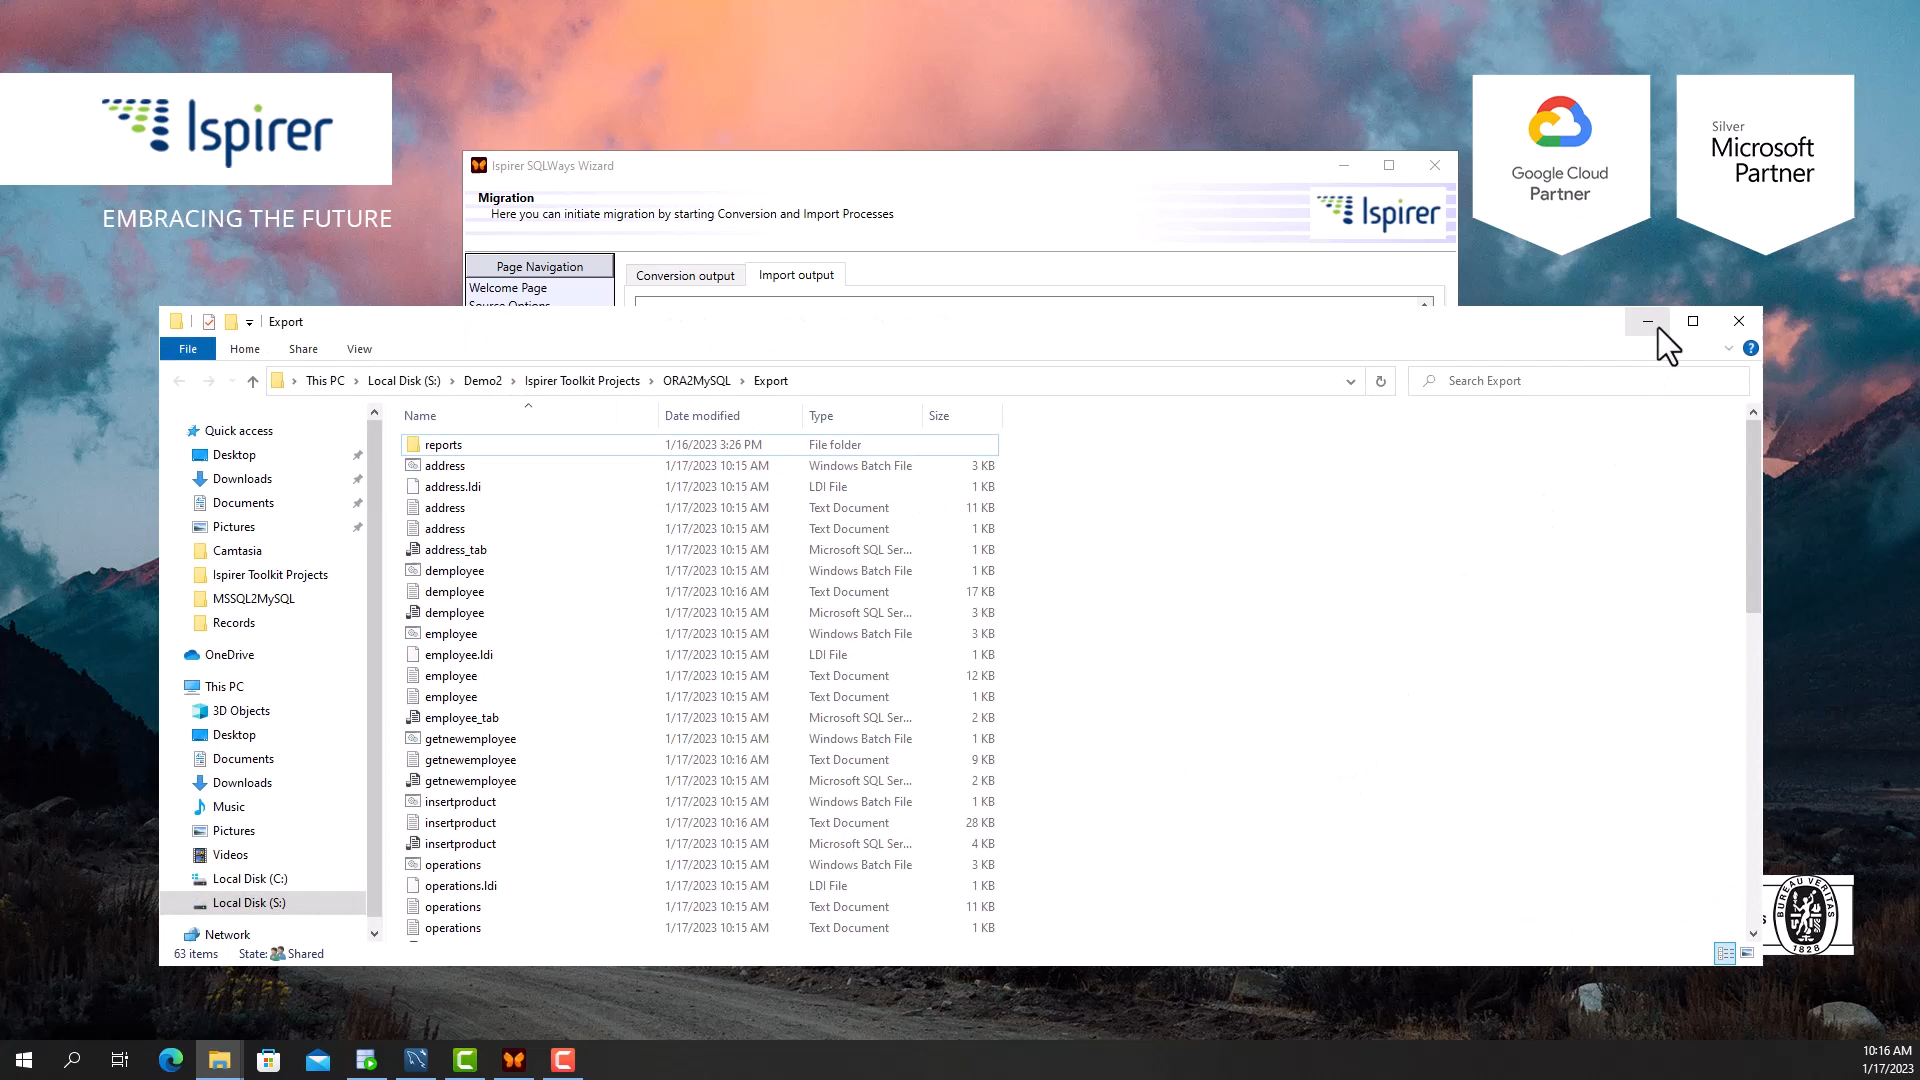 Ispirer
EMBRACING THE FUTURE
Google Cloud
Partner
Silver
Microsoft
Partner
Ispirer SQLWays Wizard
Migration
Here you can initiate migration by starting Conversion and Import Processes
Ispirer
Page Navigation
Welcome Page
Source Options
Conversion output
Import output
Export
File
Home
Share
View
This PC
Local Disk (S:)
Demo2
Ispirer Toolkit Projects
ORA2MySQL
Export
Search Export
Quick access
Desktop
Downloads
Documents
Pictures
Camtasia
Ispirer Toolkit Projects
MSSQL2MySQL
Records
OneDrive
This PC
3D Objects
Desktop
Documents
Downloads
Music
Pictures
Videos
Local Disk (C:)
Local Disk (S:)
Network
Name Date modified Type Size
reports 1/16/2023 3:26 PM File folder
address 1/17/2023 10:15 AM Windows Batch File 3 KB
address.ldi 1/17/2023 10:15 AM LDI File 1 KB
address 1/17/2023 10:15 AM Text Document 11 KB
address 1/17/2023 10:15 AM Text Document 1 KB
address_tab 1/17/2023 10:15 AM Microsoft SQL Ser... 1 KB
demployee 1/17/2023 10:15 AM Windows Batch File 1 KB
demployee 1/17/2023 10:16 AM Text Document 17 KB
demployee 1/17/2023 10:15 AM Microsoft SQL Ser... 3 KB
employee 1/17/2023 10:15 AM Windows Batch File 3 KB
employee.ldi 1/17/2023 10:15 AM LDI File 1 KB
employee 1/17/2023 10:15 AM Text Document 12 KB
employee 1/17/2023 10:15 AM Text Document 1 KB
employee_tab 1/17/2023 10:15 AM Microsoft SQL Ser... 2 KB
getnewemployee 1/17/2023 10:15 AM Windows Batch File 1 KB
getnewemployee 1/17/2023 10:16 AM Text Document 9 KB
getnewemployee 1/17/2023 10:15 AM Microsoft SQL Ser... 2 KB
insertproduct 1/17/2023 10:15 AM Windows Batch File 1 KB
insertproduct 1/17/2023 10:16 AM Text Document 28 KB
insertproduct 1/17/2023 10:15 AM Microsoft SQL Ser... 4 KB
operations 1/17/2023 10:15 AM Windows Batch File 3 KB
operations.ldi 1/17/2023 10:15 AM LDI File 1 KB
operations 1/17/2023 10:15 AM Text Document 11 KB
operations 1/17/2023 10:15 AM Text Document 1 KB
63 items
State: Shared
BUREAU VERITAS
1828
10:16 AM
1/17/2023